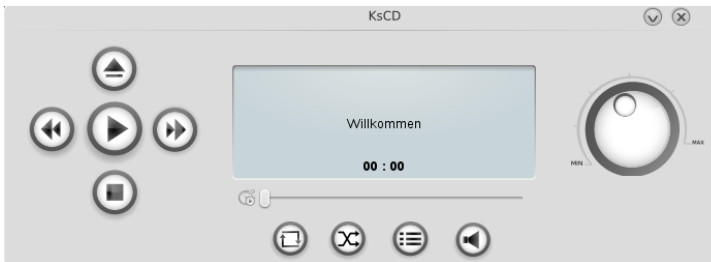 KsCD
Willkommen
00 : 00
MIN
MAX